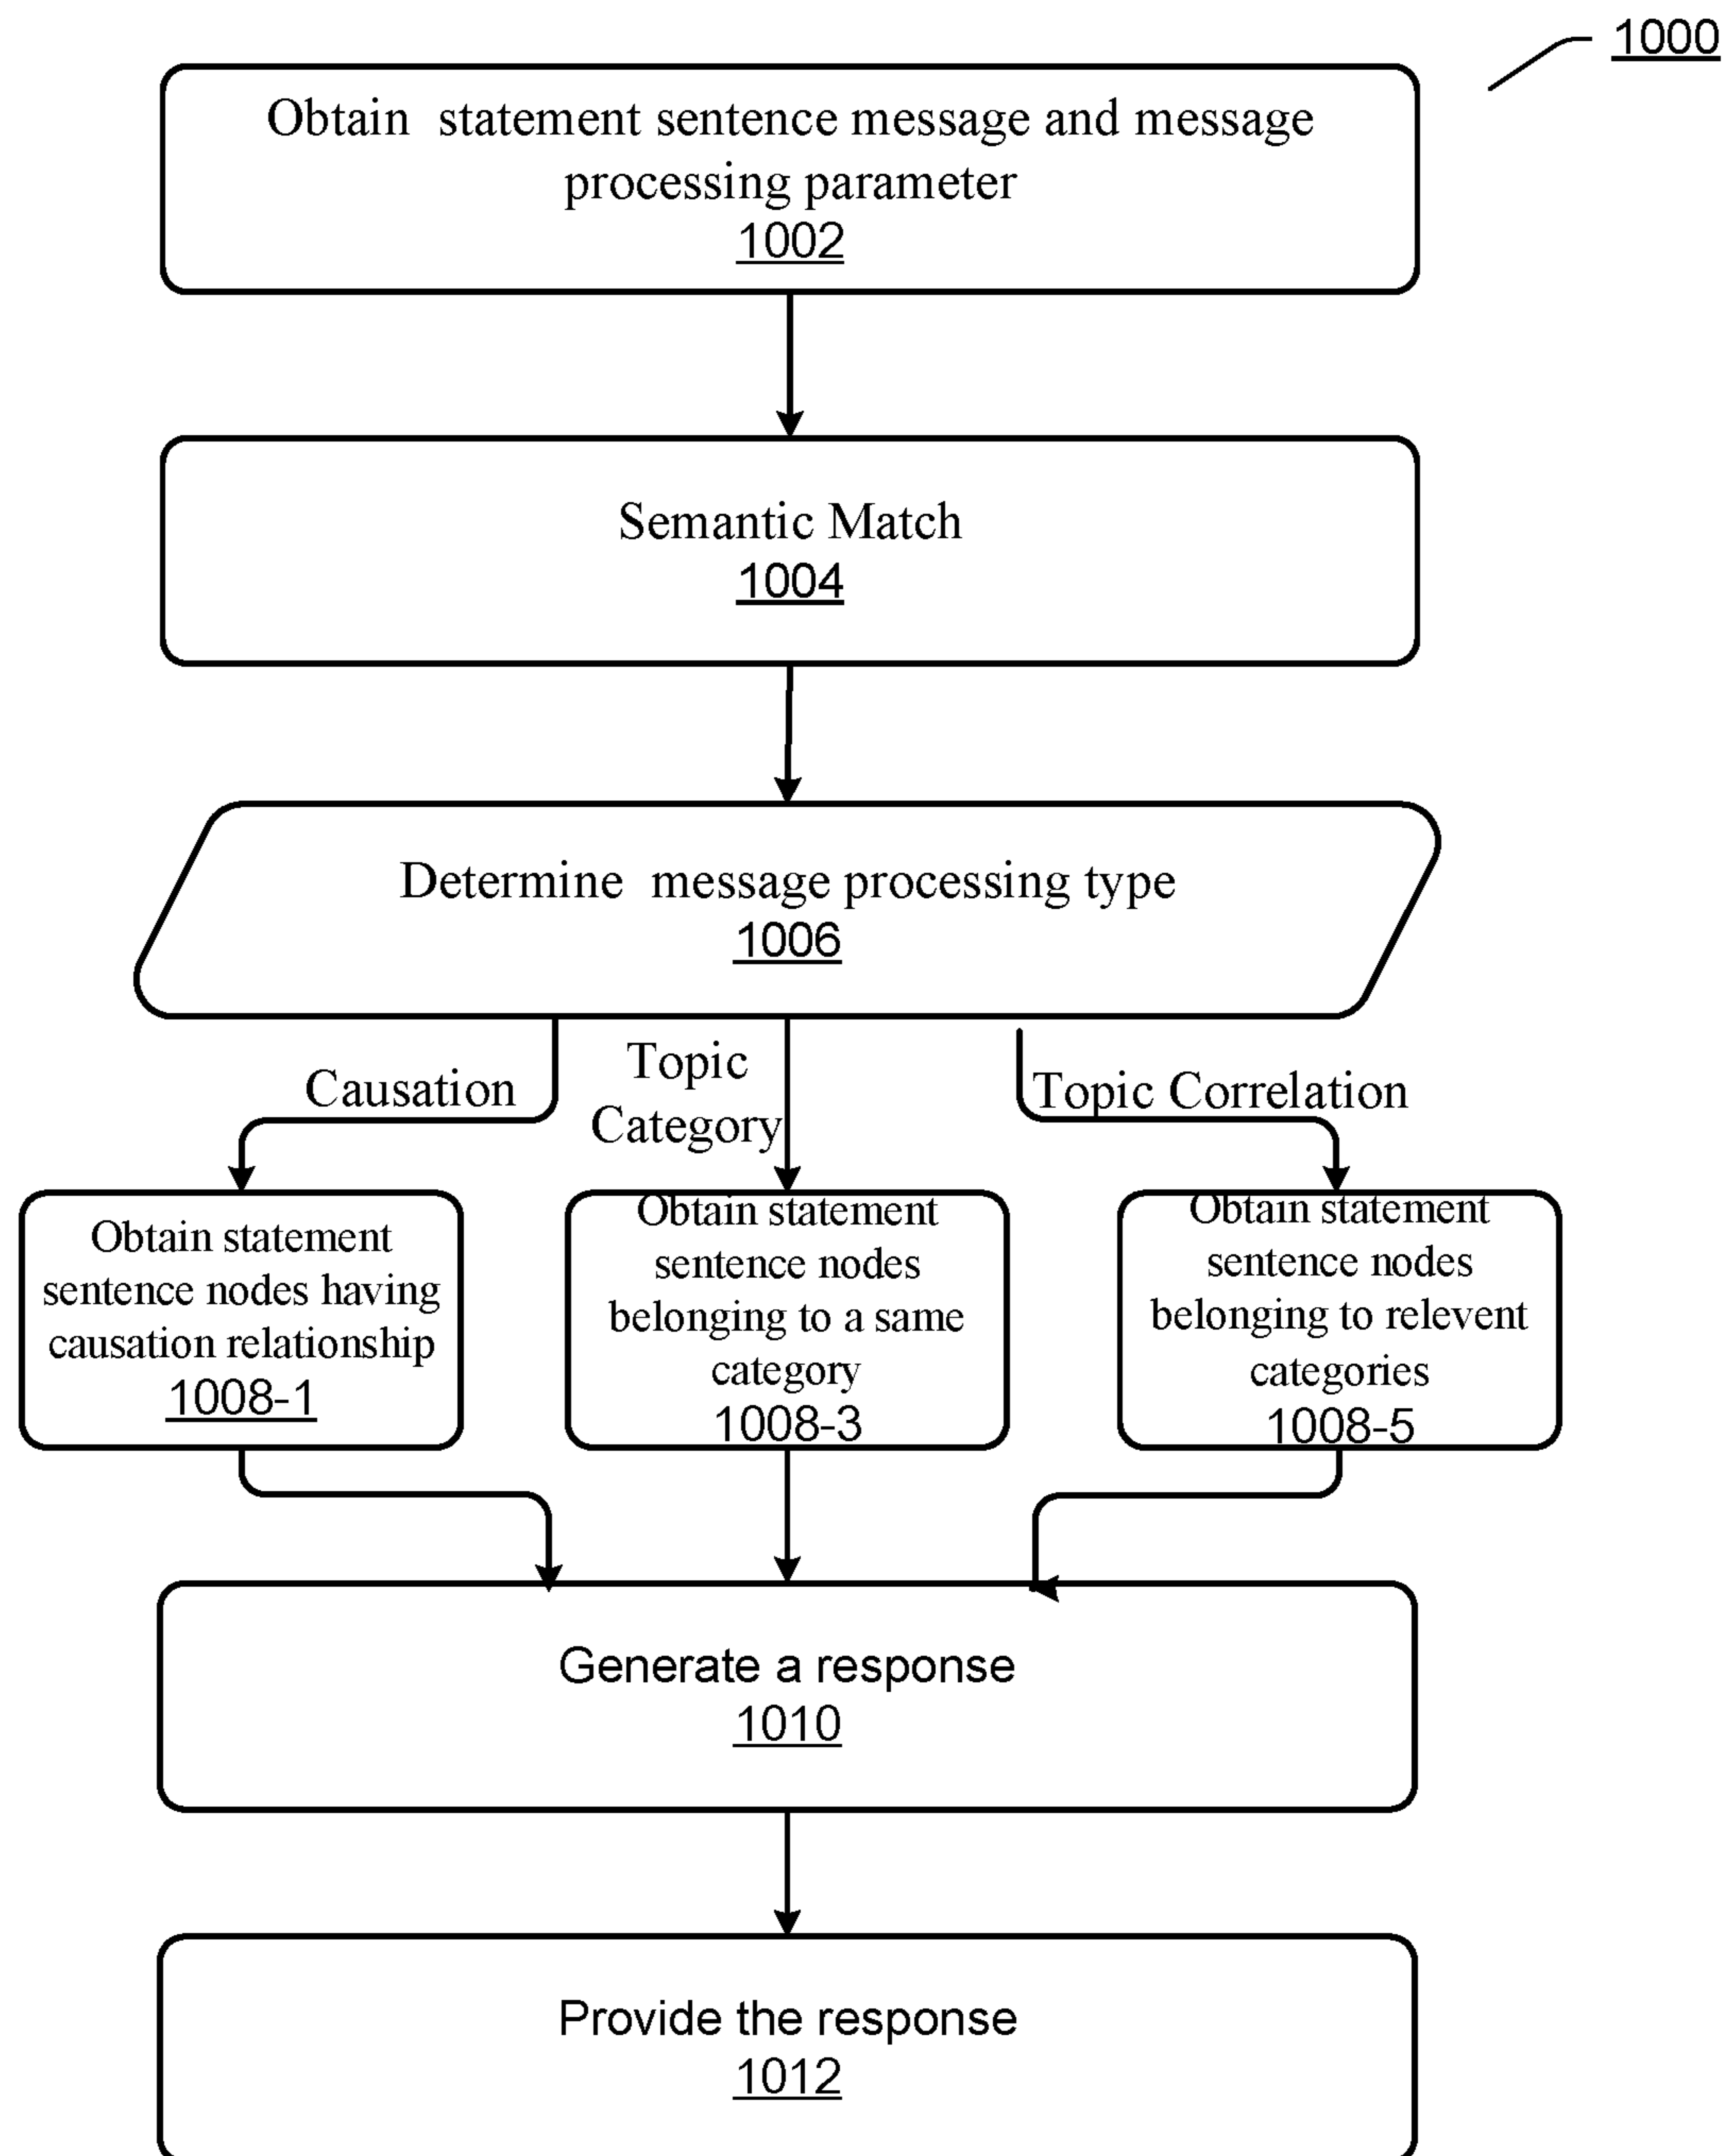 1000
Obtain statement sentence message and message
processing parameter
1002
Semantic Match
1004
Determine message processing type
1006
Causation
Topic
Category
Topic Correlation
Obtain statement
sentence nodes having
causation relationship
1008-1
Obtain statement
sentence nodes
belonging to a same
category
1008-3
Obtain statement
sentence nodes
belonging to relevent
categories
1008-5
Generate a response
1010
Provide the response
1012